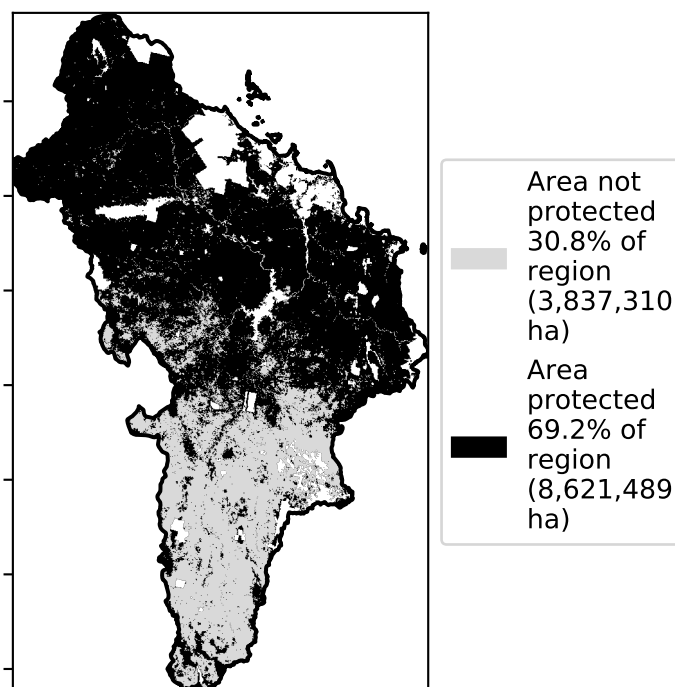 Area not
protected
30.8% of
region
(3,837,310
ha)
Area
protected
69.2% of
region
(8,621,489
ha)